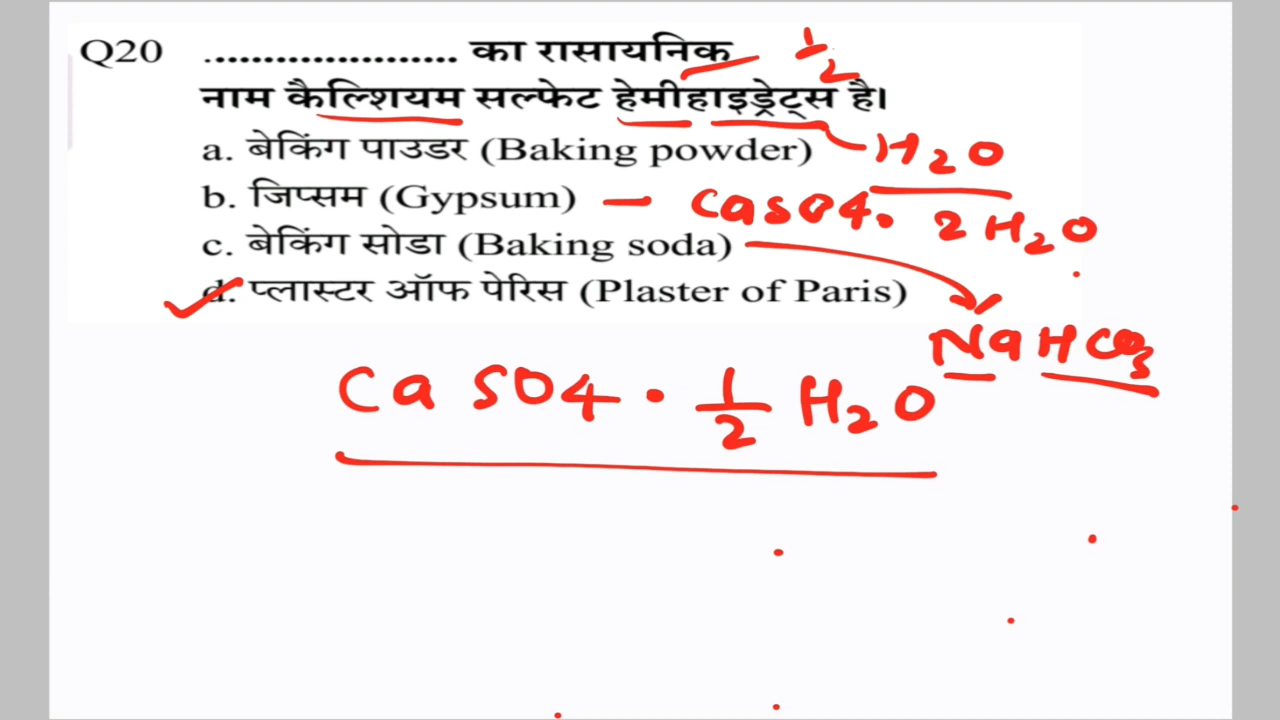 Q20 .................... का रासायनिक 1/2
नाम कैल्शियम सल्फेट हेमीहाइड्रेट्स है।
a. बेकिंग पाउडर (Baking powder) H2O
b. जिप्सम (Gypsum) — CaSO4. 2H2O
c. बेकिंग सोडा (Baking soda)
d. प्लास्टर ऑफ पेरिस (Plaster of Paris)
NaHCO3
CaSO4 · 1/2 H2O